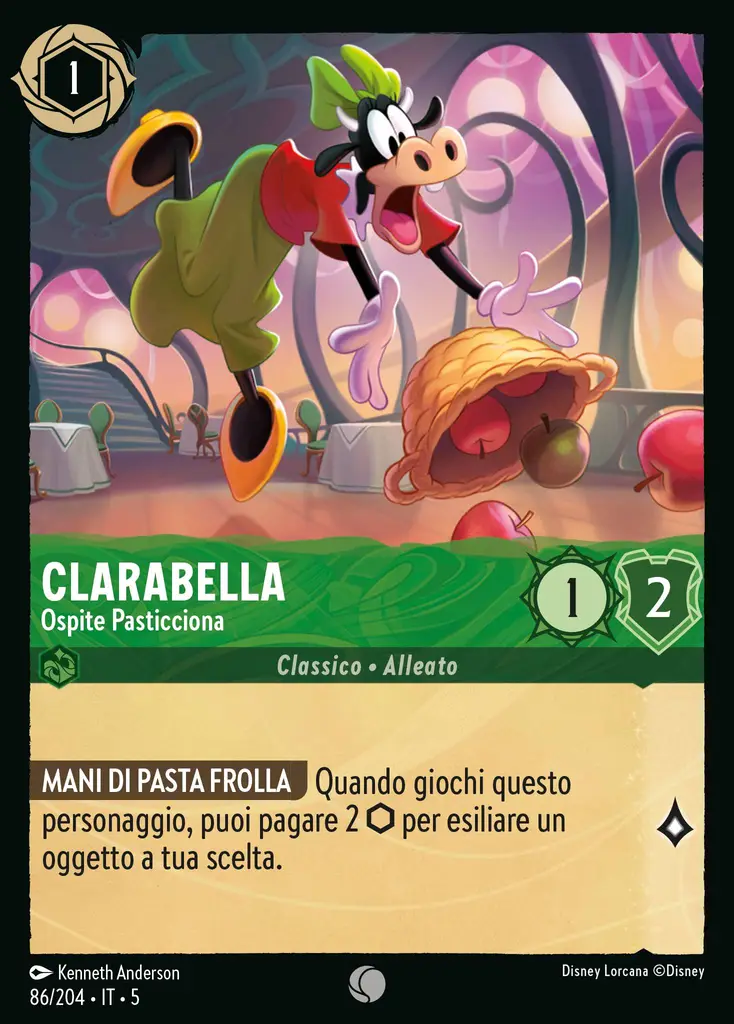 1
CLARABELLA
Ospite Pasticciona
1
2
Classico • Alleato
MANI DI PASTA FROLLA Quando giochi questo
personaggio, puoi pagare 2 ⬡ per esiliare un
oggetto a tua scelta.
Kenneth Anderson
Disney Lorcana ©Disney
86/204 • IT • 5